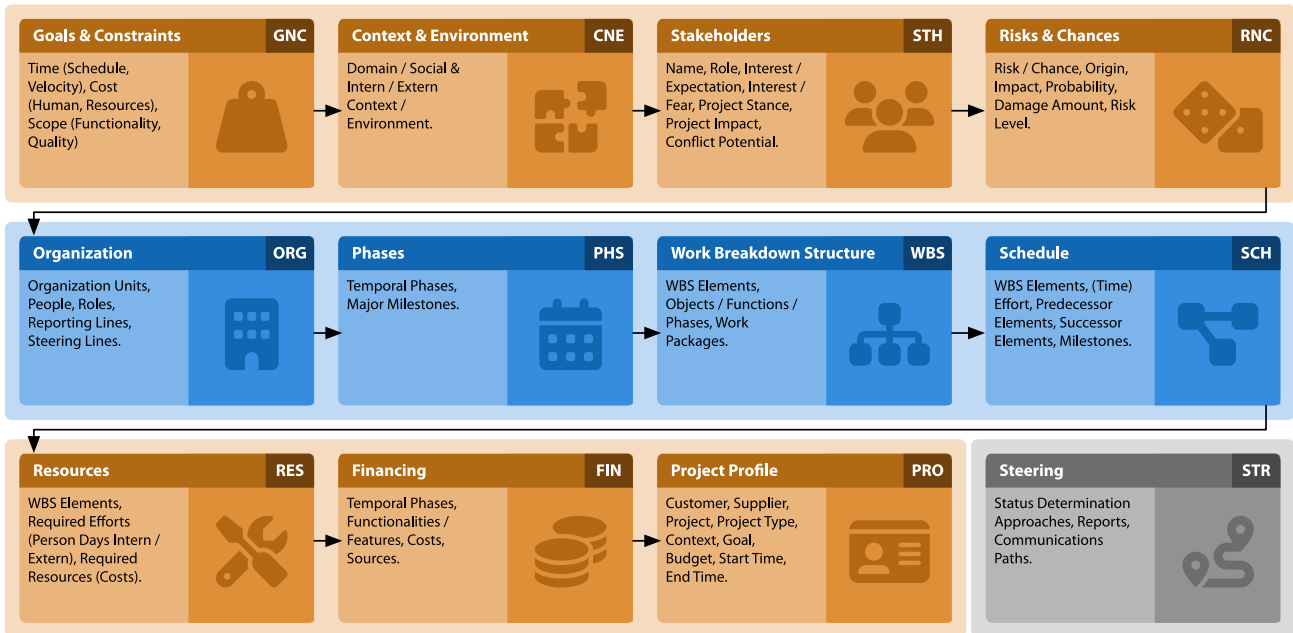 Goals & Constraints GNC
Time (Schedule,
Velocity), Cost
(Human, Resources),
Scope (Functionality,
Quality)
Context & Environment CNE
Domain / Social &
Intern / Extern
Context /
Environment.
Stakeholders STH
Name, Role, Interest /
Expectation, Interest /
Fear, Project Stance,
Project Impact,
Conflict Potential.
Risks & Chances RNC
Risk / Chance, Origin,
Impact, Probability,
Damage Amount, Risk
Level.
Organization ORG
Organization Units,
People, Roles,
Reporting Lines,
Steering Lines.
Phases PHS
Temporal Phases,
Major Milestones.
Work Breakdown Structure WBS
WBS Elements,
Objects / Functions /
Phases, Work
Packages.
Schedule SCH
WBS Elements, (Time)
Effort, Predecessor
Elements, Successor
Elements, Milestones.
Resources RES
WBS Elements,
Required Efforts
(Person Days Intern /
Extern), Required
Resources (Costs).
Financing FIN
Temporal Phases,
Functionalities /
Features, Costs,
Sources.
Project Profile PRO
Customer, Supplier,
Project, Project Type,
Context, Goal,
Budget, Start Time,
End Time.
Steering STR
Status Determination
Approaches, Reports,
Communications
Paths.